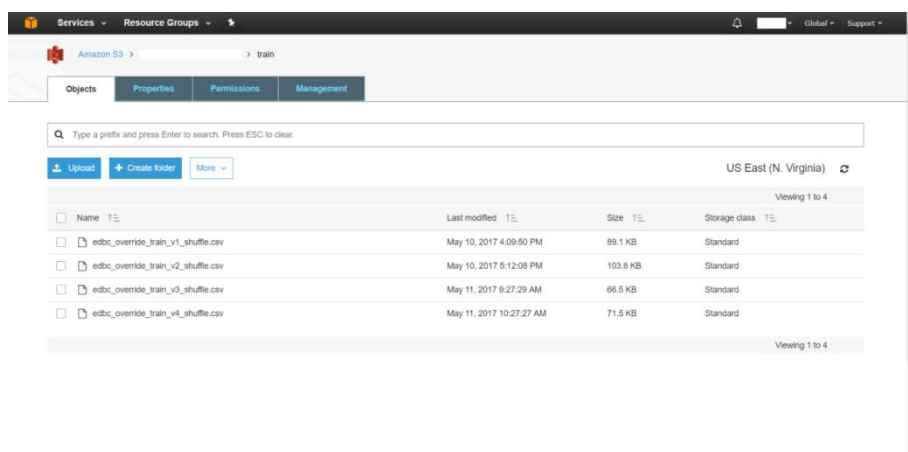 Services Resource Groups Global Support
Amazon S3 > > train
Objects Properties Permissions Management
Type a prefix and press Enter to search. Press ESC to clear.
Upload + Create folder More US East (N. Virginia)
Viewing 1 to 4
Name Last modified Size Storage class
edbc_override_train_v1_shuffle.csv May 10, 2017 4:09:50 PM 89.1 KB Standard
edbc_override_train_v2_shuffle.csv May 10, 2017 5:12:08 PM 103.8 KB Standard
edbc_override_train_v3_shuffle.csv May 11, 2017 9:27:29 AM 66.5 KB Standard
edbc_override_train_v4_shuffle.csv May 11, 2017 10:27:27 AM 71.5 KB Standard
Viewing 1 to 4